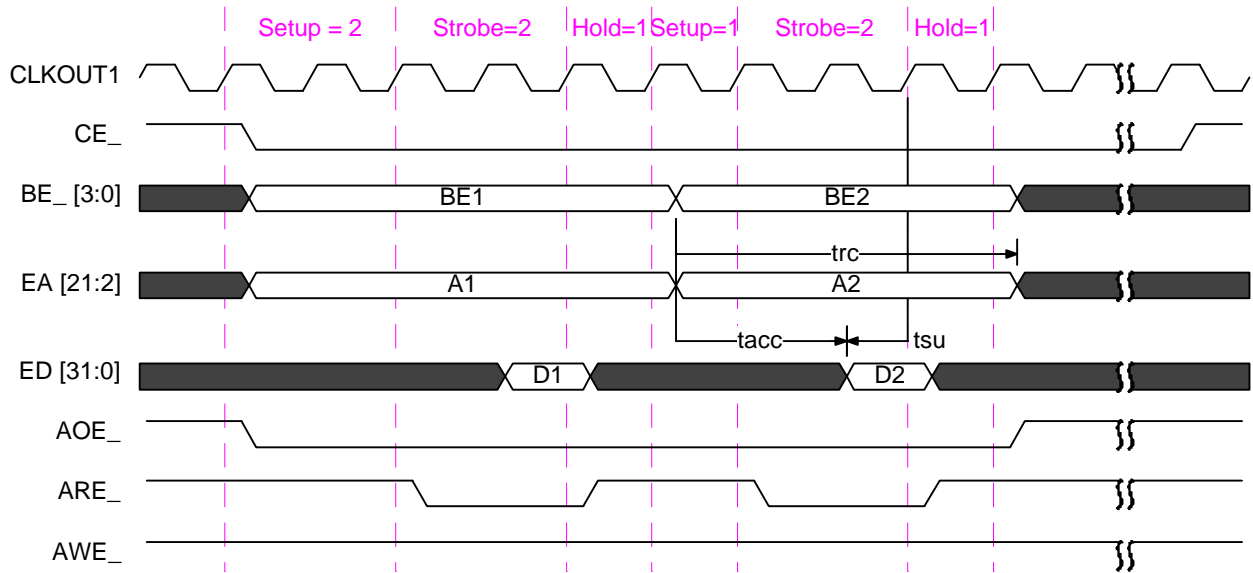 Setup = 2 Strobe=2 Hold=1 Setup=1 Strobe=2 Hold=1
CLKOUT1
CE_
BE_ [3:0] BE1 BE2
trc
EA [21:2] A1 A2
tacc tsu
ED [31:0] D1 D2
AOE_
ARE_
AWE_